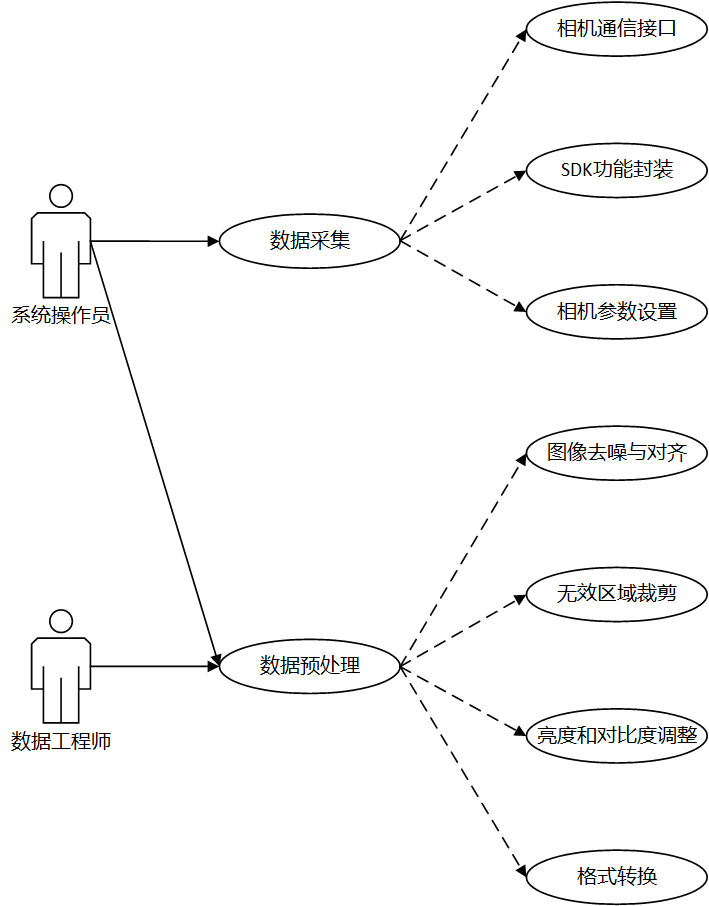 相机通信接口
SDK功能封装
数据采集
系统操作员
相机参数设置
图像去噪与对齐
无效区域裁剪
数据预处理
数据工程师
亮度和对比度调整
格式转换